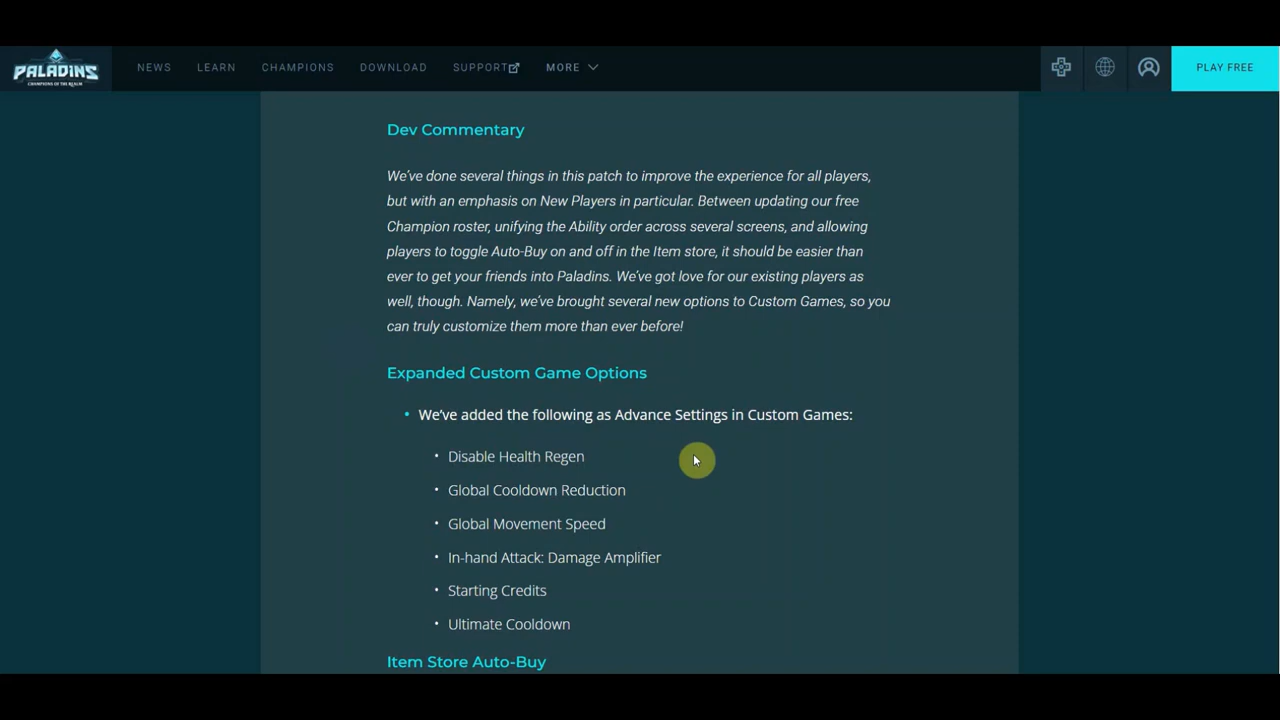 PALADINS
CHAMPIONS OF THE REALM
NEWS LEARN CHAMPIONS DOWNLOAD SUPPORT MORE PLAY FREE
Dev Commentary
We've done several things in this patch to improve the experience for all players,
but with an emphasis on New Players in particular. Between updating our free
Champion roster, unifying the Ability order across several screens, and allowing
players to toggle Auto-Buy on and off in the Item store, it should be easier than
ever to get your friends into Paladins. We've got love for our existing players as
well, though. Namely, we've brought several new options to Custom Games, so you
can truly customize them more than ever before!
Expanded Custom Game Options
• We've added the following as Advance Settings in Custom Games:
• Disable Health Regen
• Global Cooldown Reduction
• Global Movement Speed
• In-hand Attack: Damage Amplifier
• Starting Credits
• Ultimate Cooldown
Item Store Auto-Buy